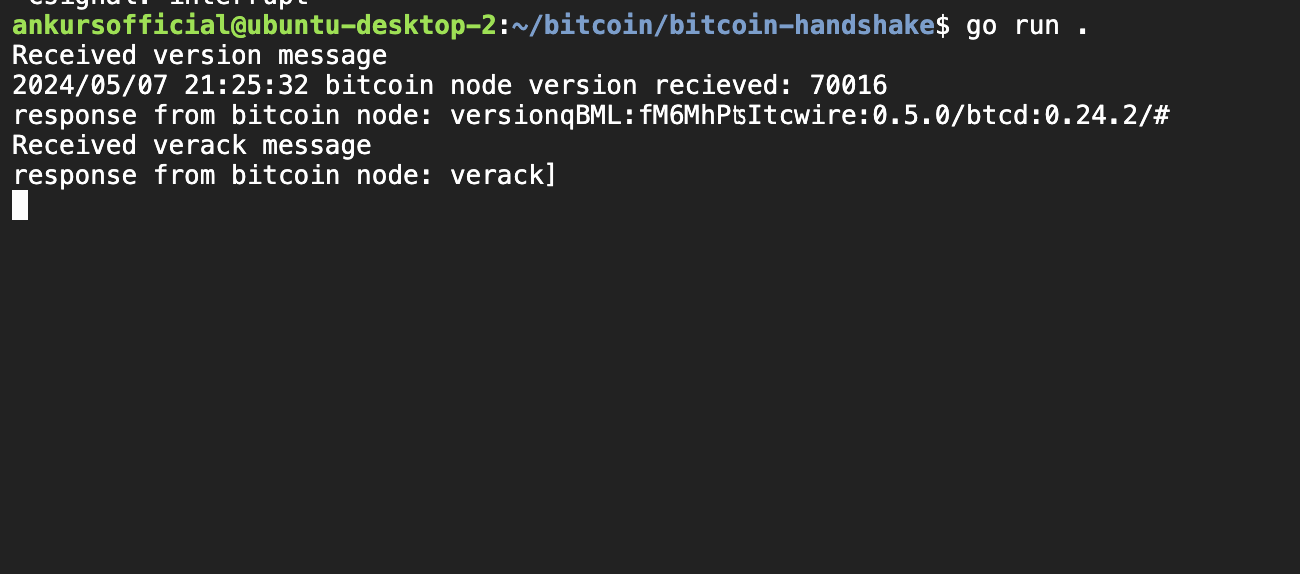 csignal: interrupt
ankursofficial@ubuntu-desktop-2:~/bitcoin/bitcoin-handshake$ go run .
Received version message
2024/05/07 21:25:32 bitcoin node version recieved: 70016
response from bitcoin node: versionqBML:fM6MhPʦItcwire:0.5.0/btcd:0.24.2/#
Received verack message
response from bitcoin node: verack]